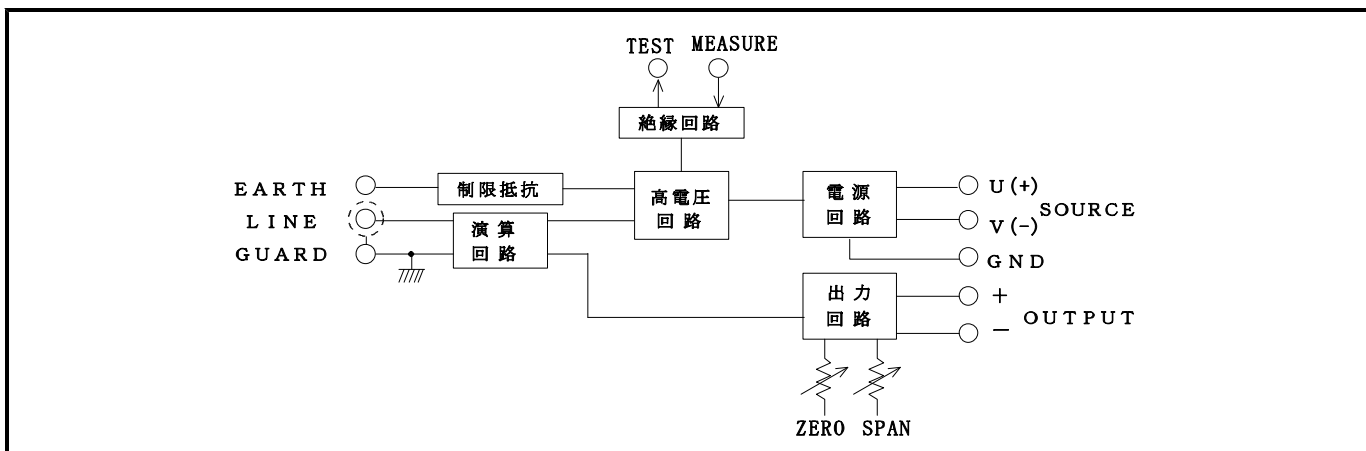 TEST MEASURE
絶縁回路
EARTH
制限抵抗
高電圧
回路
電源
回路
U(+)
SOURCE
LINE
演算
回路
V(-)
GUARD
GND
出力
回路
+
OUTPUT
-
ZERO SPAN